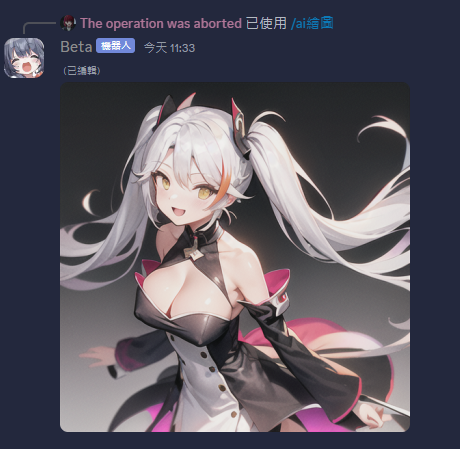 The operation was aborted 已使用 /ai繪圖
Beta 機器人 今天 11:33
(已編輯)